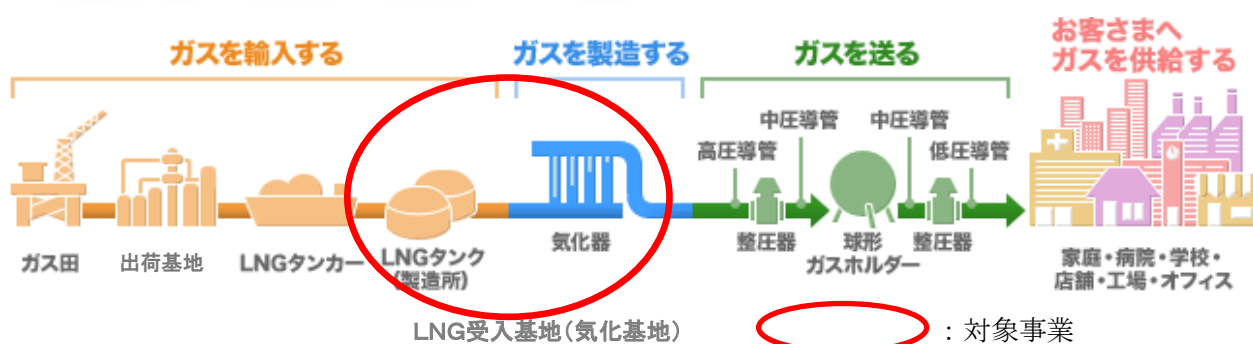 ガスを輸入する
ガスを製造する
ガスを送る
お客さまへ
ガスを供給する
中圧導管
中圧導管
高圧導管
低圧導管
ガス田
出荷基地
LNGタンカー
LNGタンク
(製造所)
気化器
整圧器
球形
ガスホルダー
整圧器
家庭・病院・学校・
店舗・工場・オフィス
LNG受入基地(気化基地)
：対象事業